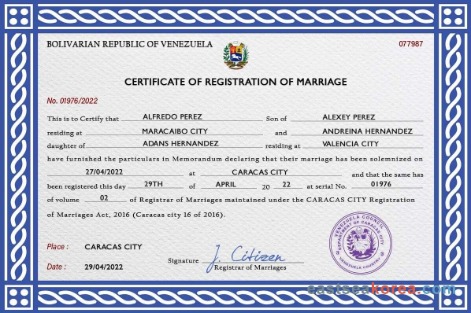 BOLIVARIAN REPUBLIC OF VENEZUELA 077987
CERTIFICATE OF REGISTRATION OF MARRIAGE
No. 01976/2022
This is to Certify that ALFREDO PEREZ Son of ALEXEY PEREZ
residing at MARACAIBO CITY and ANDREINA HERNANDEZ
daughter of ADANS HERNANDEZ residing at VALENCIA CITY
have furnished the particulars in Memorandum declaring that their marriage has been solemnized on
27/04/2022 at CARACAS CITY and that the same has
been registered this day 29TH of APRIL 20 22 at serial No. 01976
of volume 02 of Registrar of Marriages maintained under the CARACAS CITY Registration
of Marriages Act, 2016 (Caracas city 16 of 2016).
Place : CARACAS CITY
Signature J. Citizen
Date : 29/04/2022 Registrar of Marriages
eastseakorea.com